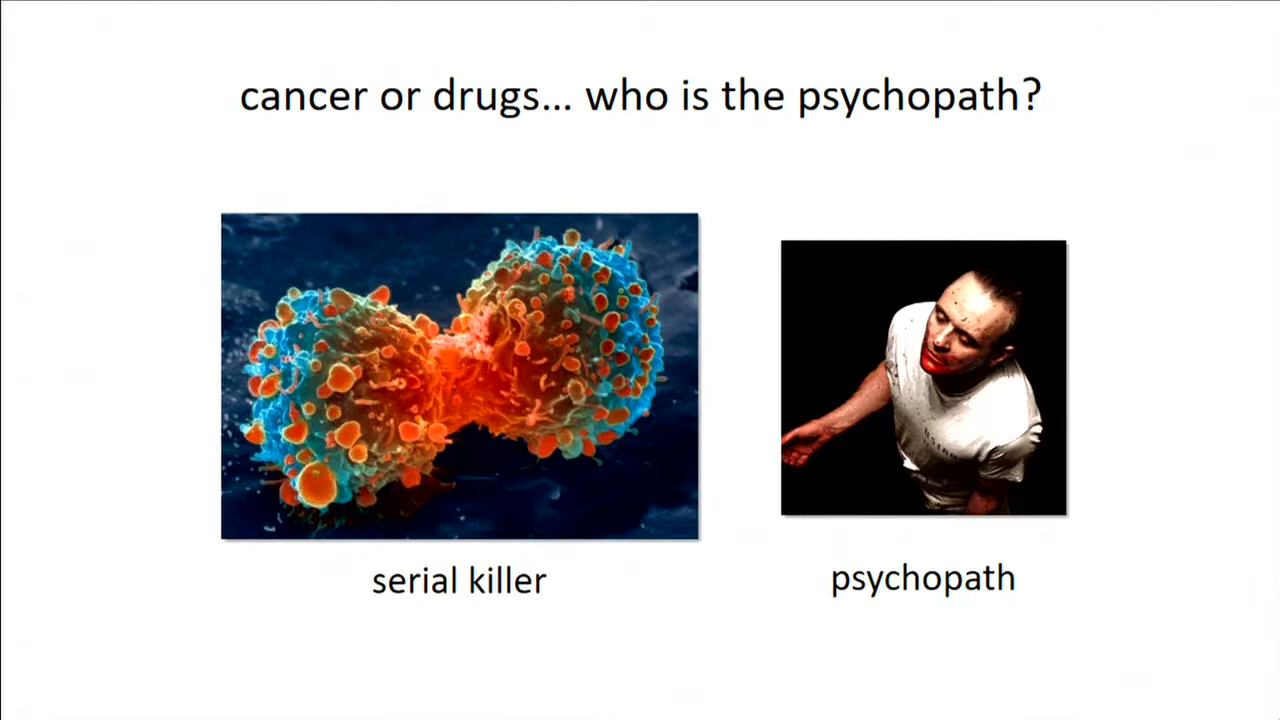 cancer or drugs... who is the psychopath?
serial killer
psychopath